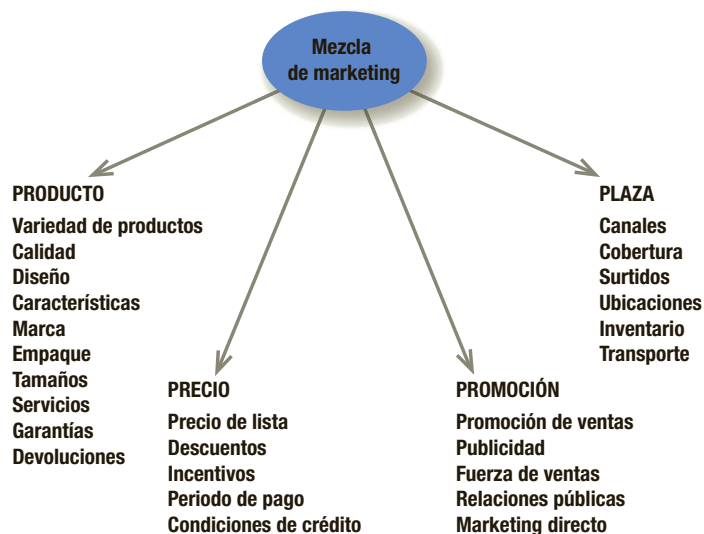 Mezcla
de marketing
PRODUCTO
Variedad de productos
Calidad
Diseño
Características
Marca
Empaque
Tamaños
Servicios
Garantías
Devoluciones
PRECIO
Precio de lista
Descuentos
Incentivos
Periodo de pago
Condiciones de crédito
PROMOCIÓN
Promoción de ventas
Publicidad
Fuerza de ventas
Relaciones públicas
Marketing directo
PLAZA
Canales
Cobertura
Surtidos
Ubicaciones
Inventario
Transporte